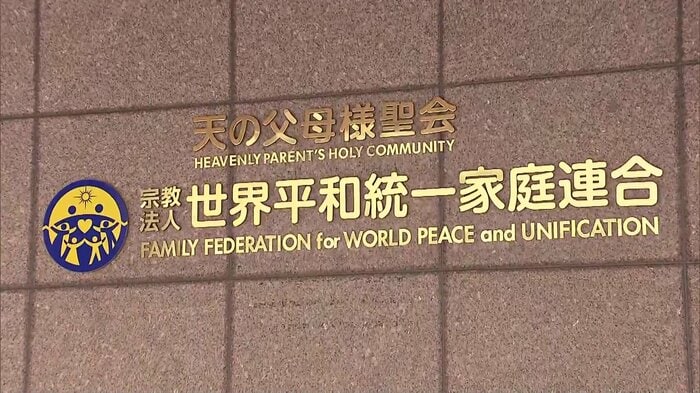 天の父母様聖会
HEAVENLY PARENT'S HOLY COMMUNITY
宗教法人 世界平和統一家庭連合
FAMILY FEDERATION for WORLD PEACE and UNIFICATION